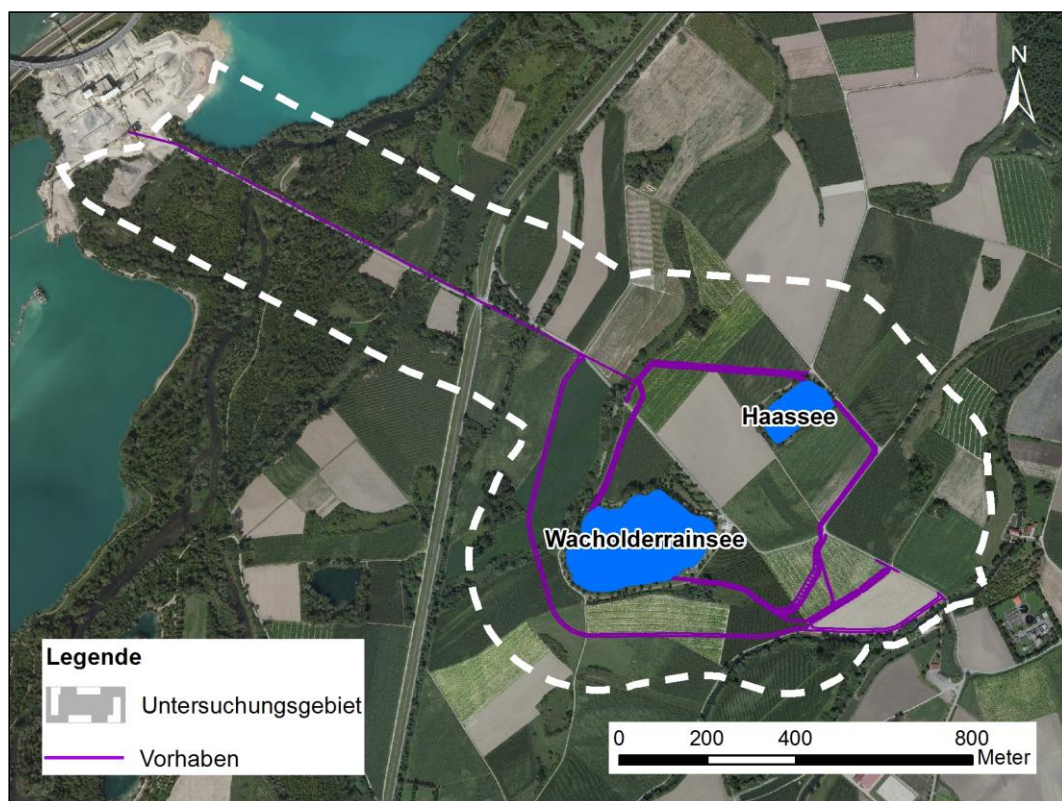 N
Haassee
Wacholderrainsee
Legende
Untersuchungsgebiet
Vorhaben
0 200 400 800
Meter